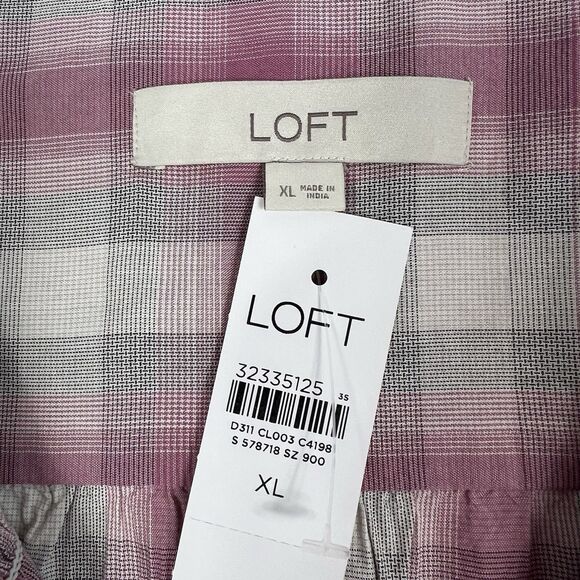 LOFT
XL MADE IN INDIA
LOFT
32335125
35
D311 CL003 C4198
S 578718 SZ 900
XL